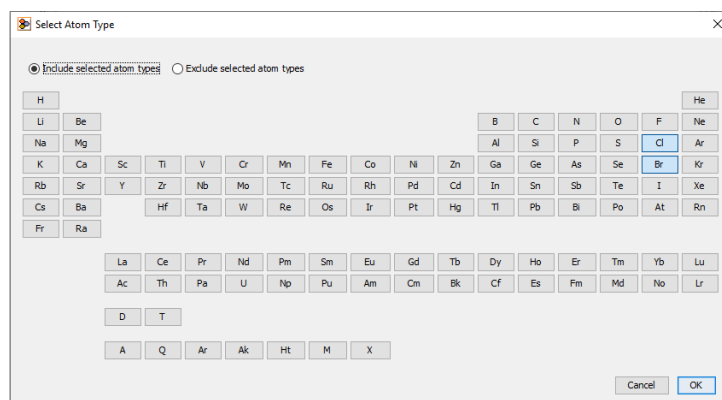 Select Atom Type
Include selected atom types Exclude selected atom types
H He
Li Be B C N O F Ne
Na Mg Al Si P S Cl Ar
K Ca Sc Ti V Cr Mn Fe Co Ni Zn Ga Ge As Se Br Kr
Rb Sr Y Zr Nb Mo Tc Ru Rh Pd Cd In Sn Sb Te I Xe
Cs Ba Hf Ta W Re Os Ir Pt Hg Tl Pb Bi Po At Rn
Fr Ra
La Ce Pr Nd Pm Sm Eu Gd Tb Dy Ho Er Tm Yb Lu
Ac Th Pa U Np Pu Am Cm Bk Cf Es Fm Md No Lr
D T
A Q Ar Ak Ht M X
Cancel OK